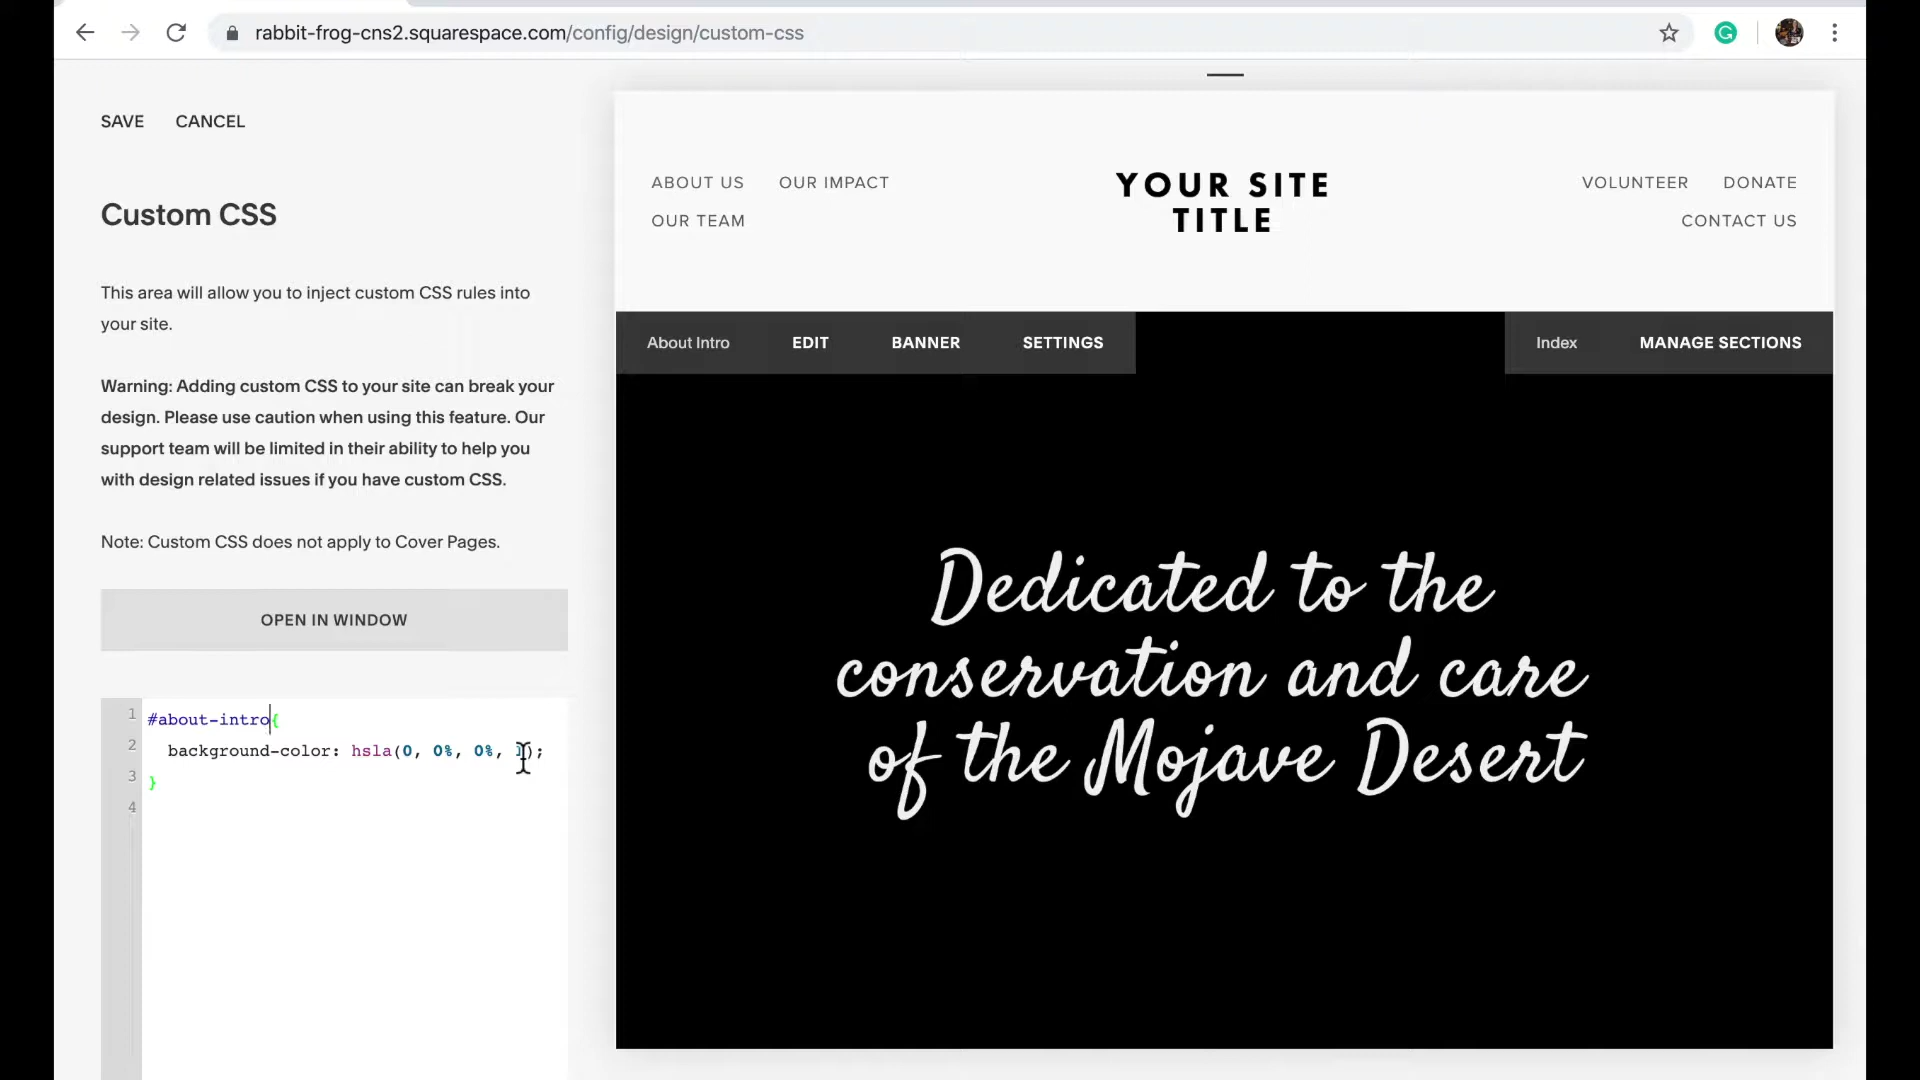 rabbit-frog-cns2.squarespace.com/config/design/custom-css
SAVE CANCEL
Custom CSS
This area will allow you to inject custom CSS rules into
your site.
Warning: Adding custom CSS to your site can break your
design. Please use caution when using this feature. Our
support team will be limited in their ability to help you
with design related issues if you have custom CSS.
Note: Custom CSS does not apply to Cover Pages.
OPEN IN WINDOW
1 #about-intro{
2 background-color: hsla(0, 0%, 0%, 1);
3 }
4
ABOUT US OUR IMPACT
OUR TEAM
YOUR SITE
TITLE
VOLUNTEER DONATE
CONTACT US
About Intro EDIT BANNER SETTINGS
Index MANAGE SECTIONS
Dedicated to the
conservation and care
of the Mojave Desert